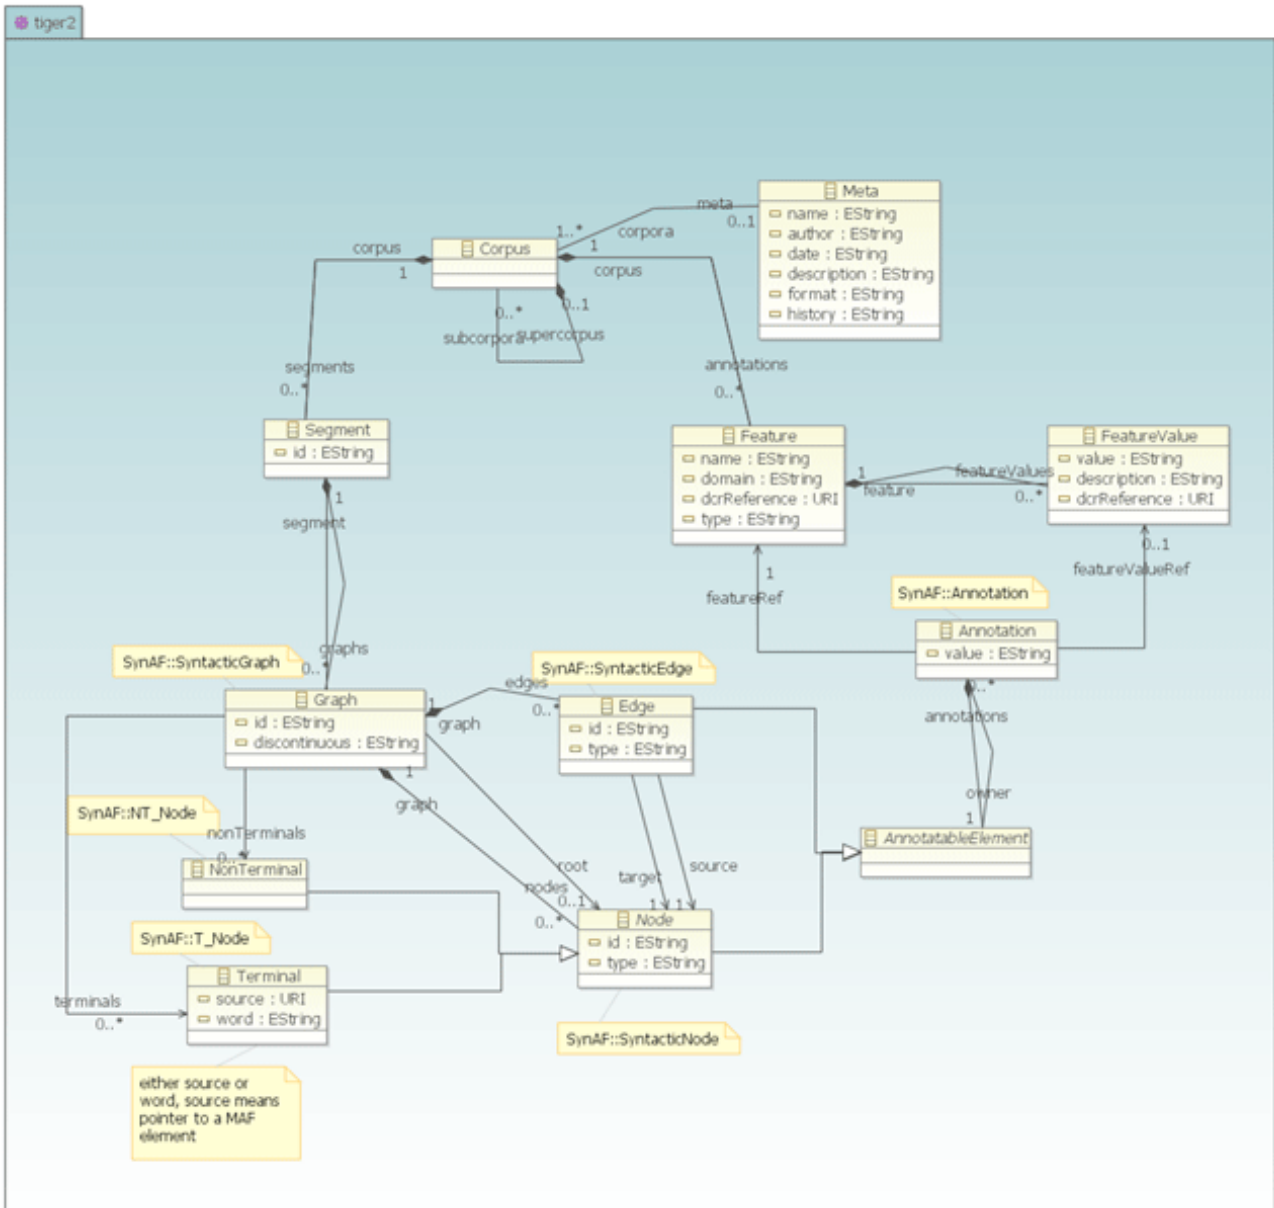 tiger2
Meta
name : EString
author : EString
date : EString
description : EString
format : EString
history : EString
meta
0..1
1..*
corpora
Corpus
corpus
1
1
corpus
0..*
0..1
subcorpora
supercorpus
segments
0..*
annotations
0..*
Segment
id : EString
Feature
name : EString
domain : EString
dcrReference : URI
type : EString
1
feature
featureValues
0..*
FeatureValue
value : EString
description : EString
dcrReference : URI
1
segment
graphs
0..*
1
featureRef
0..1
featureValueRef
SynAF::Annotation
Annotation
value : EString
0..*
annotations
owner
1
AnnotatableElement
SynAF::SyntacticGraph
Graph
id : EString
discontinuous : EString
1
graph
edges
0..*
SynAF::SyntacticEdge
Edge
id : EString
type : EString
1
graph
SynAF::NT_Node
nonTerminals
0..*
NonTerminal
root
0..1
nodes
0..*
target
1
source
1
Node
id : EString
type : EString
SynAF::T_Node
Terminal
source : URI
word : EString
terminals
0..*
SynAF::SyntacticNode
either source or
word, source means
pointer to a MAF
element